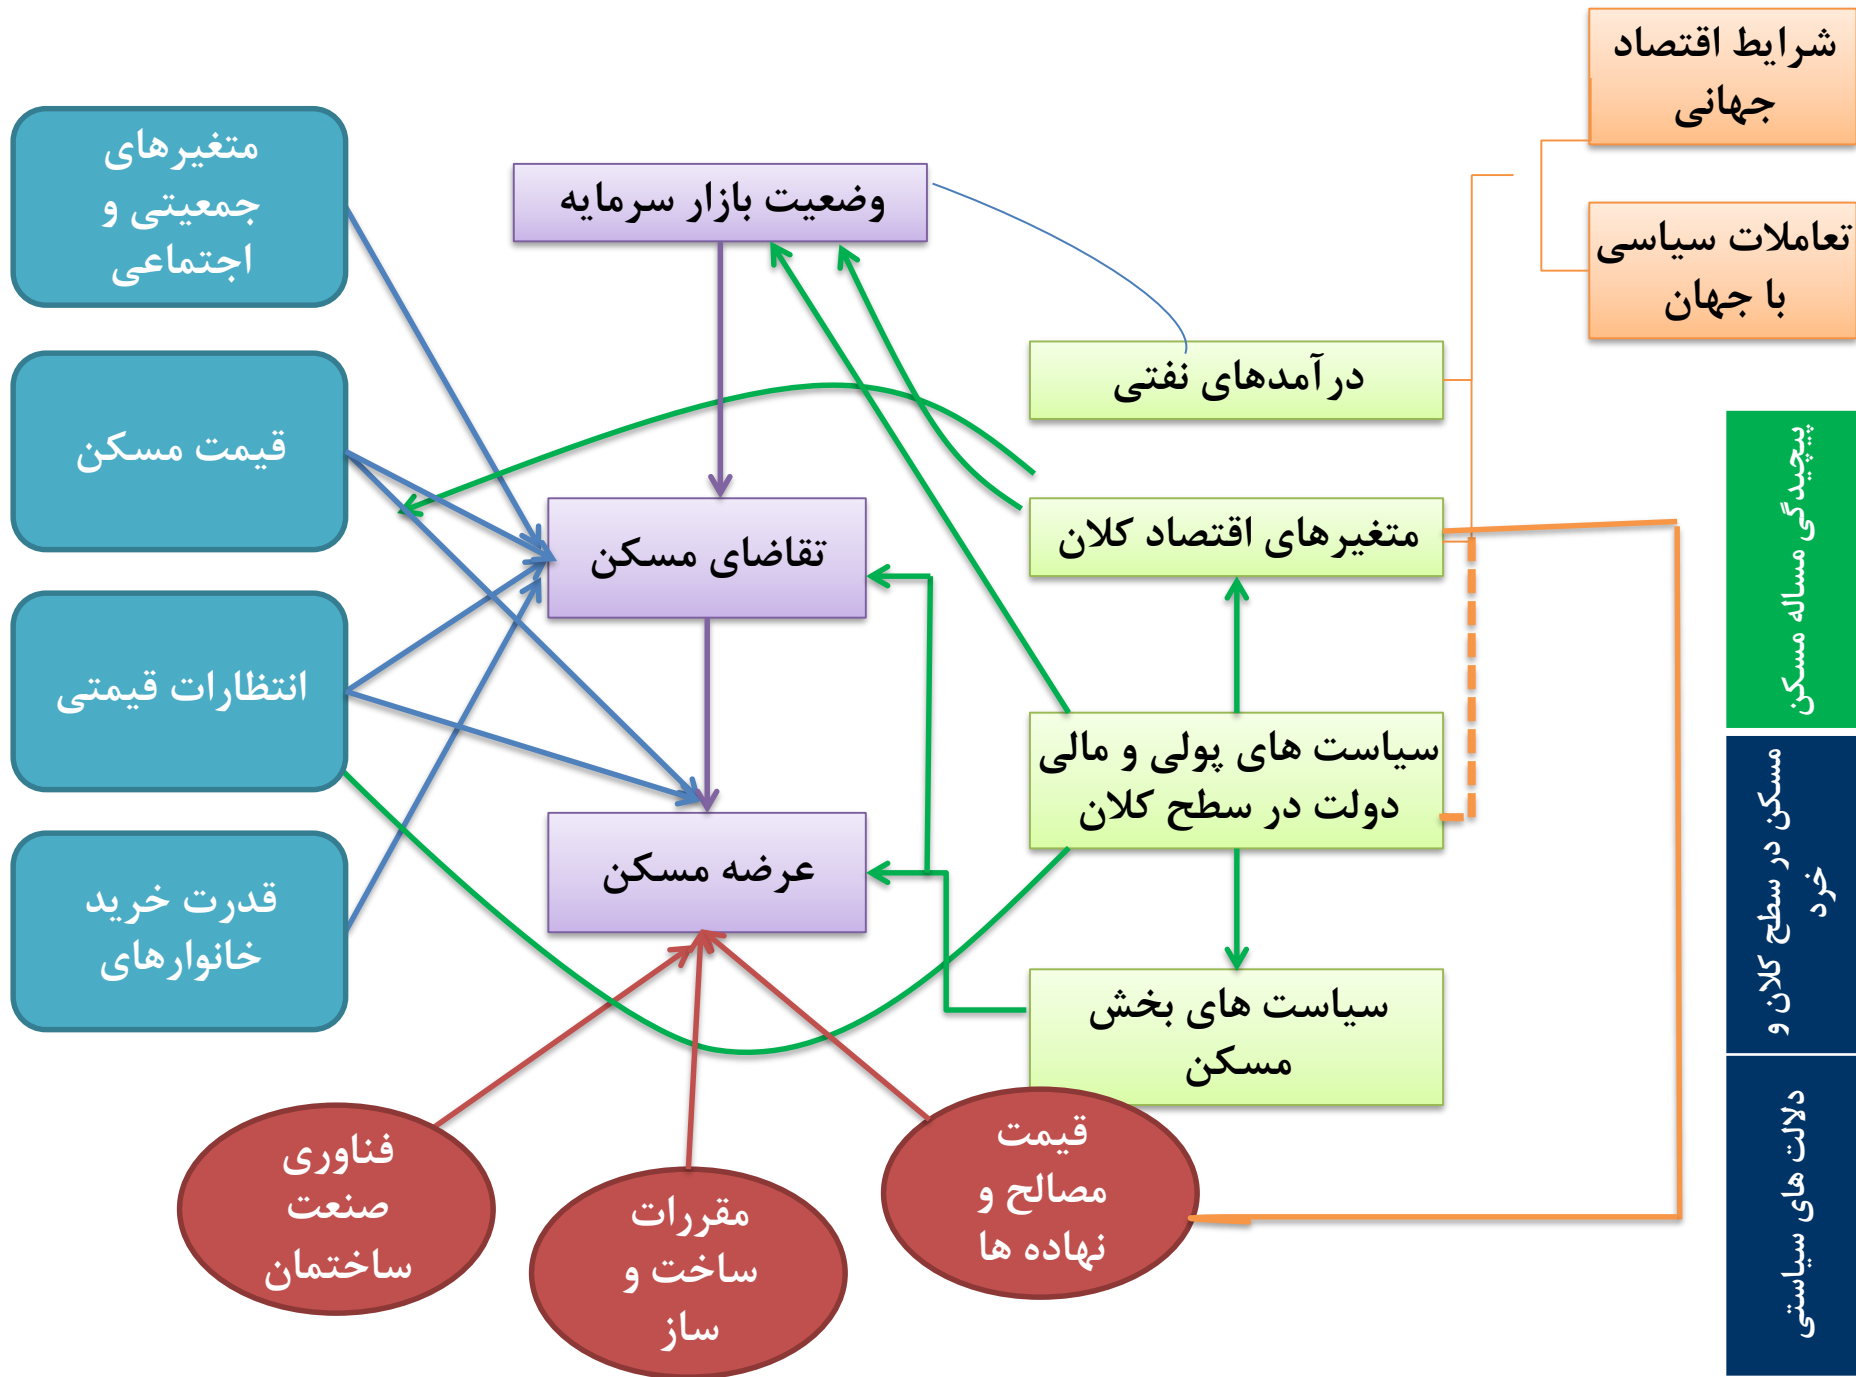 شرایط اقتصاد
جهانی
تعاملات سیاسی
با جهان
وضعیت بازار سرمایه
درآمدهای نفتی
متغیرهای اقتصاد کلان
سیاست های پولی و مالی
دولت در سطح کلان
سیاست های بخش
مسکن
تقاضای مسکن
عرضه مسکن
متغیرهای
جمعیتی و
اجتماعی
قیمت مسکن
انتظارات قیمتی
قدرت خرید
خانوارهای
قیمت
مصالح و
نهاده ها
مقررات
ساخت و
ساز
فناوری
صنعت
ساختمان
پیچیدگی مساله مسکن
مسکن در سطح کلان و
خرد
دلالت های سیاستی